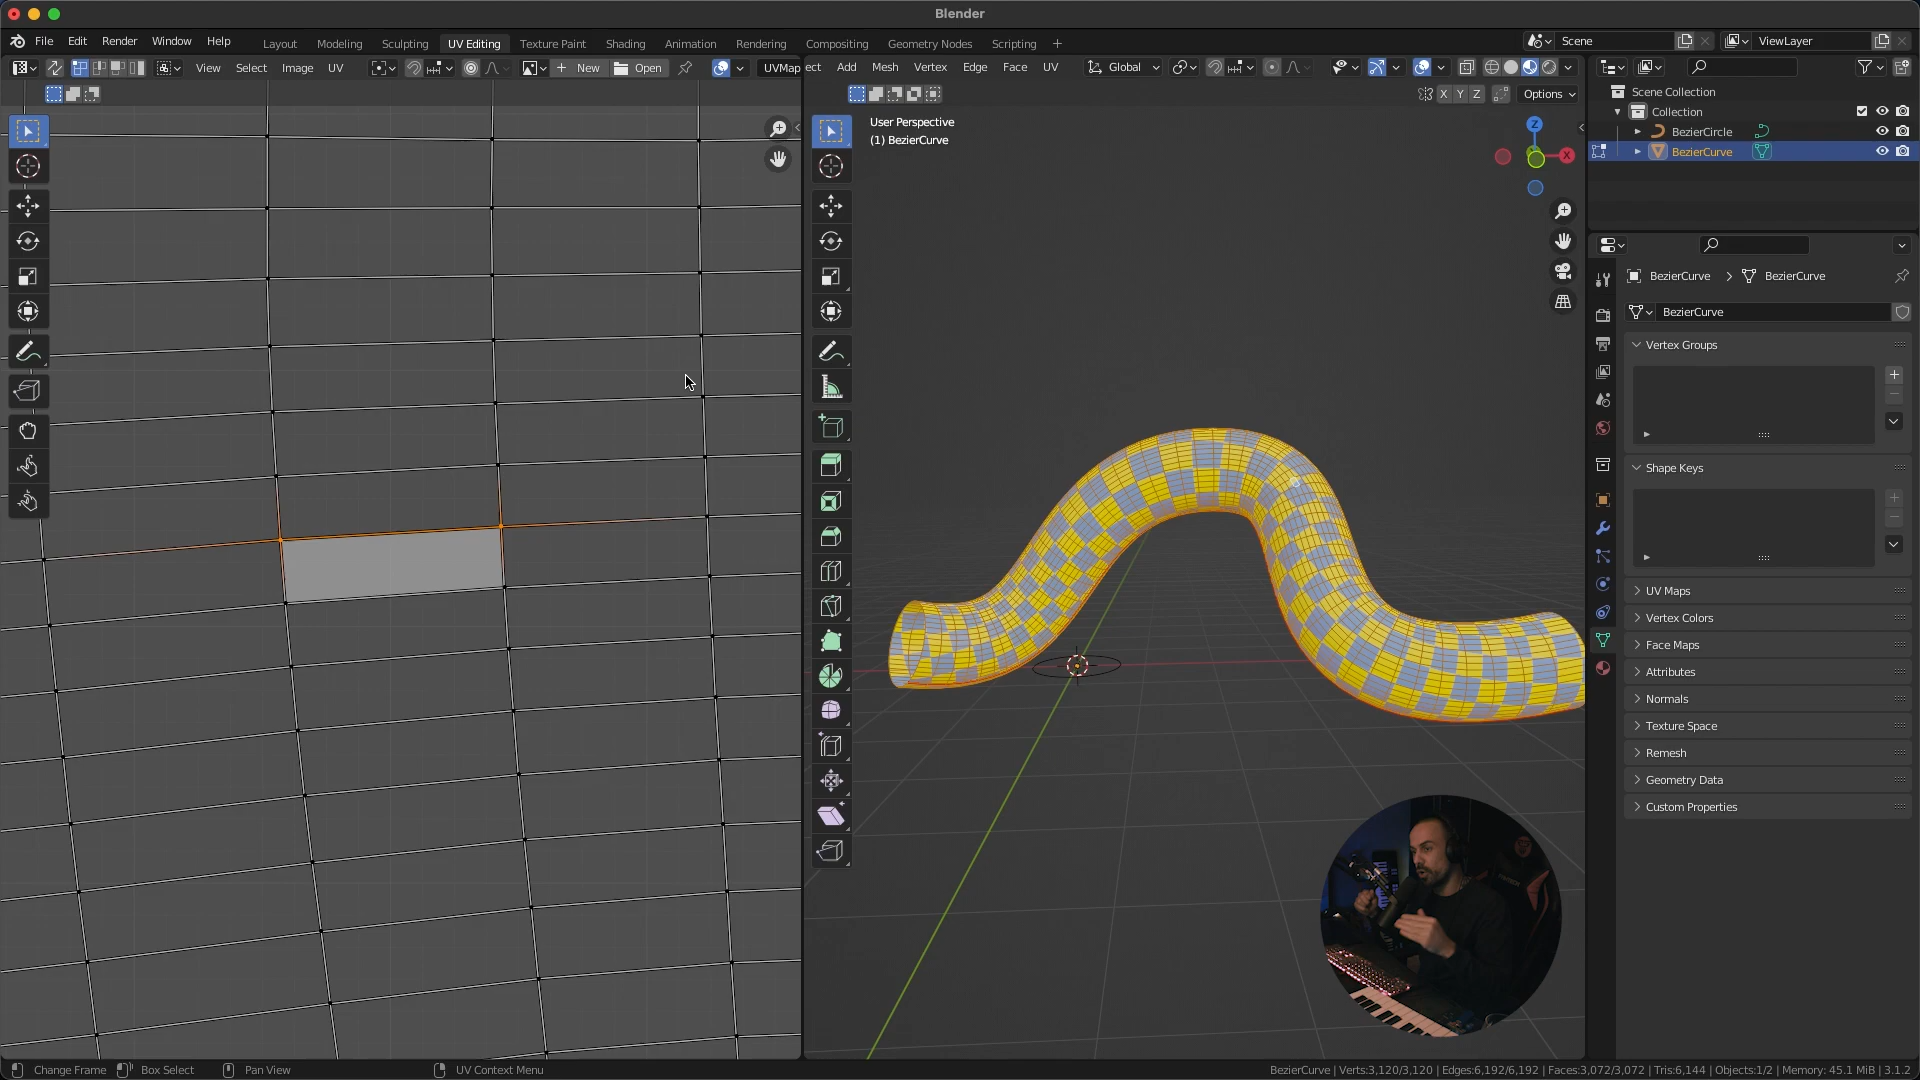 Blender
File Edit Render Window Help
Layout Modeling Sculpting UV Editing Texture Paint Shading Animation Rendering Compositing Geometry Nodes Scripting +
Scene
ViewLayer
View Select Image UV
New
Open
UVMap
ect Add Mesh Vertex Edge Face UV
Global
X Y Z
Options
User Perspective
(1) BezierCurve
Z
X
Scene Collection
Collection
BezierCircle
BezierCurve
BezierCurve > BezierCurve
BezierCurve
Vertex Groups
Shape Keys
UV Maps
Vertex Colors
Face Maps
Attributes
Normals
Texture Space
Remesh
Geometry Data
Custom Properties
Change Frame
Box Select
Pan View
UV Context Menu
BezierCurve | Verts:3,120/3,120 | Edges:6,192/6,192 | Faces:3,072/3,072 | Tris:6,144 | Objects:1/2 | Memory: 45.1 MiB | 3.1.2